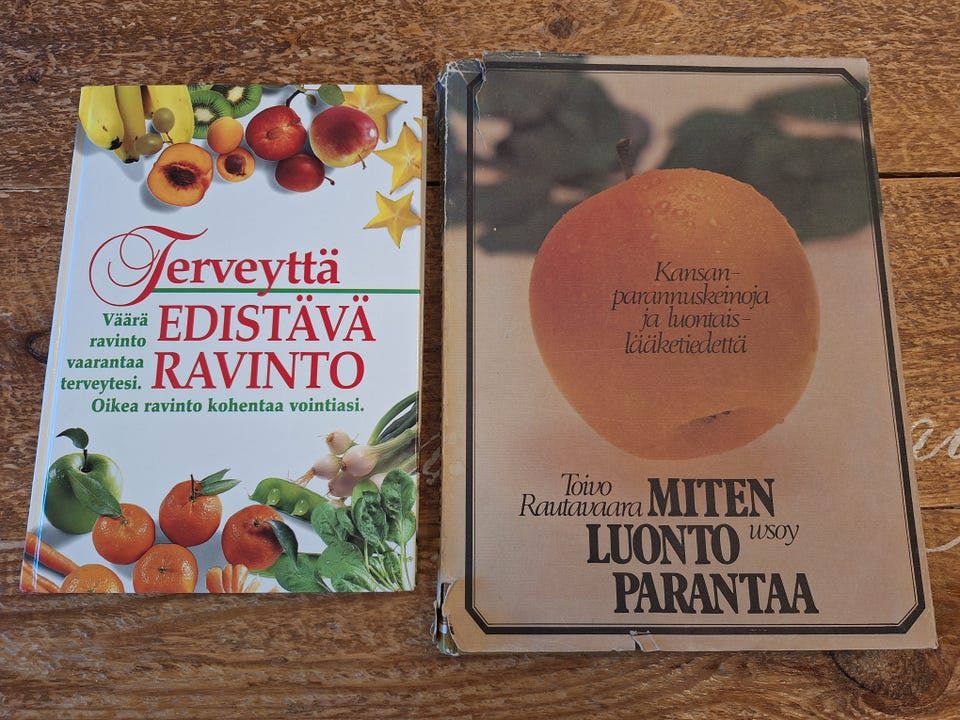 Terveyttä
EDISTÄVÄ
RAVINTO
Väärä
ravinto
vaarantaa
terveytesi.
Oikea ravinto kohentaa vointiasi.
Kansan-
parannuskeinoja
ja luontais-
lääketiedettä
Toivo
Rautavaara
MITEN
LUONTO
PARANTAA
wsoy